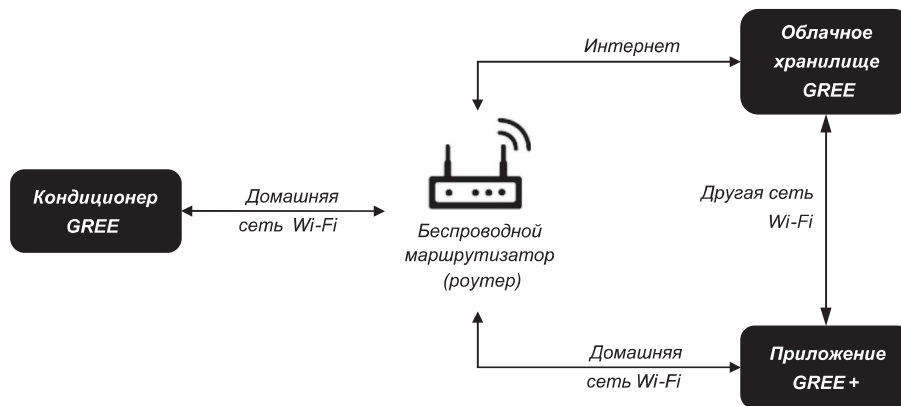 Интернет
Облачное
хранилище
GREE
Кондиционер
GREE
Домашняя
сеть Wi-Fi
Беспроводной
маршрутизатор
(роутер)
Другая сеть
Wi-Fi
Домашняя
сеть Wi-Fi
Приложение
GREE +